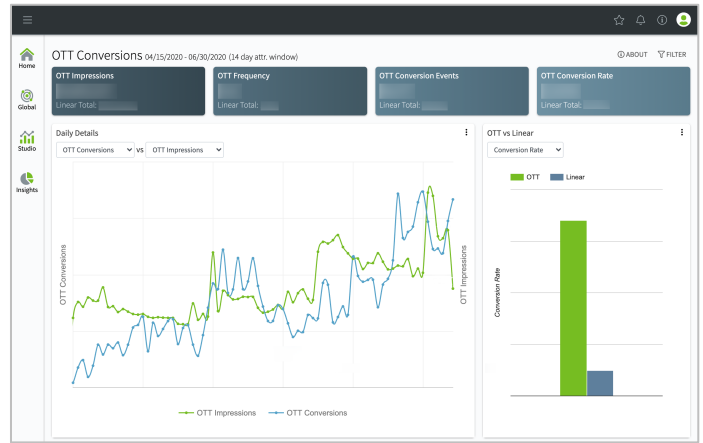 OTT Conversions 04/15/2020 - 06/30/2020 (14 day attr. window)
ABOUT
FILTER
Home
Global
Studio
Insights
OTT Impressions
Linear Total:
OTT Frequency
Linear Total:
OTT Conversion Events
Linear Total:
OTT Conversion Rate
Linear Total:
Daily Details
OTT Conversions vs OTT Impressions
OTT Conversions
OTT Impressions
OTT Impressions OTT Conversions
OTT vs Linear
Conversion Rate
OTT Linear
Conversion Rate